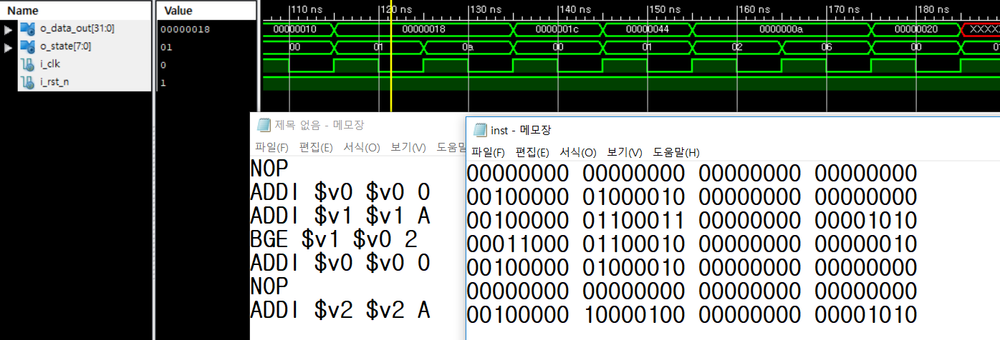 Name Value
110 ns 120 ns 130 ns 140 ns 150 ns 160 ns 170 ns 180 ns
o_data_out[31:0] 00000018 00000010 00000018 0000001c 00000044 0000000a 00000020 XXXX
o_state[7:0] 01 00 01 0a 00 01 02 06 00 01
i_clk 0
i_rst_n 1
제목 없음 - 메모장
파일(F) 편집(E) 서식(O) 보기(V) 도움말
NOP
ADDI $v0 $v0 0
ADDI $v1 $v1 A
BGE $v1 $v0 2
ADDI $v0 $v0 0
NOP
ADDI $v2 $v2 A
inst - 메모장
파일(F) 편집(E) 서식(O) 보기(V) 도움말(H)
00000000 00000000 00000000 00000000
00100000 01000010 00000000 00000000
00100000 01100011 00000000 00001010
00011000 01100010 00000000 00000010
00100000 01000010 00000000 00000000
00000000 00000000 00000000 00000000
00100000 10000100 00000000 00001010